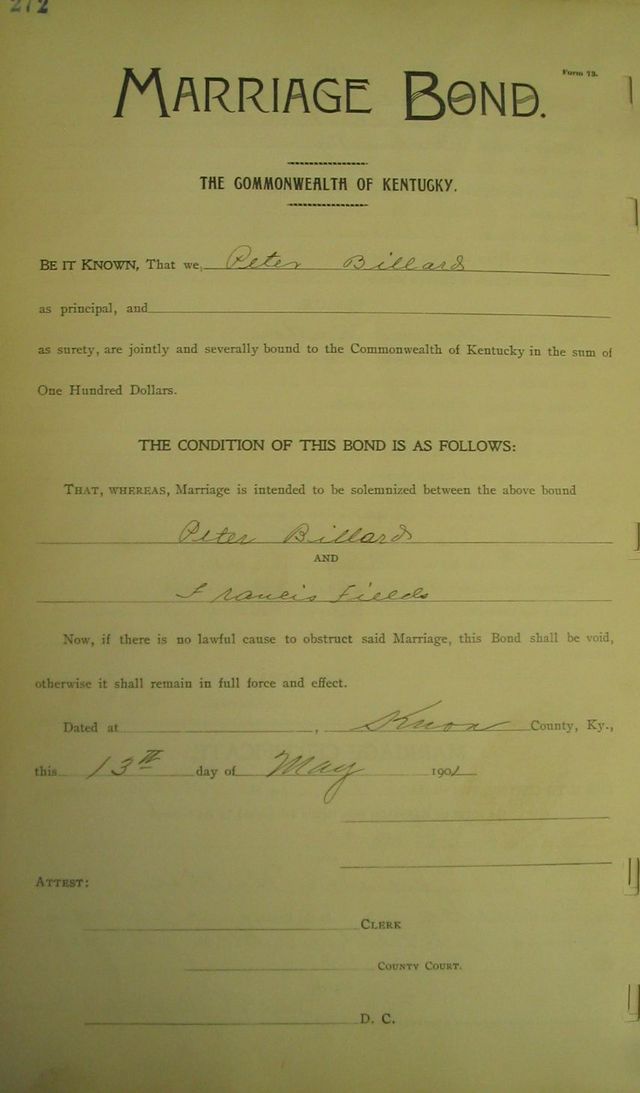 272
Form 73.
MARRIAGE BOND.
THE COMMONWEALTH OF KENTUCKY.
BE IT KNOWN, That we, Peter Billard
as principal, and
as surety, are jointly and severally bound to the Commonwealth of Kentucky in the sum of
One Hundred Dollars.
THE CONDITION OF THIS BOND IS AS FOLLOWS:
THAT, WHEREAS, Marriage is intended to be solemnized between the above bound
Peter Billard
AND
Francis Fields
Now, if there is no lawful cause to obstruct said Marriage, this Bond shall be void,
otherwise it shall remain in full force and effect.
Dated at , Knox County, Ky.,
this 13th day of May 1901
ATTEST:
CLERK
COUNTY COURT.
D. C.